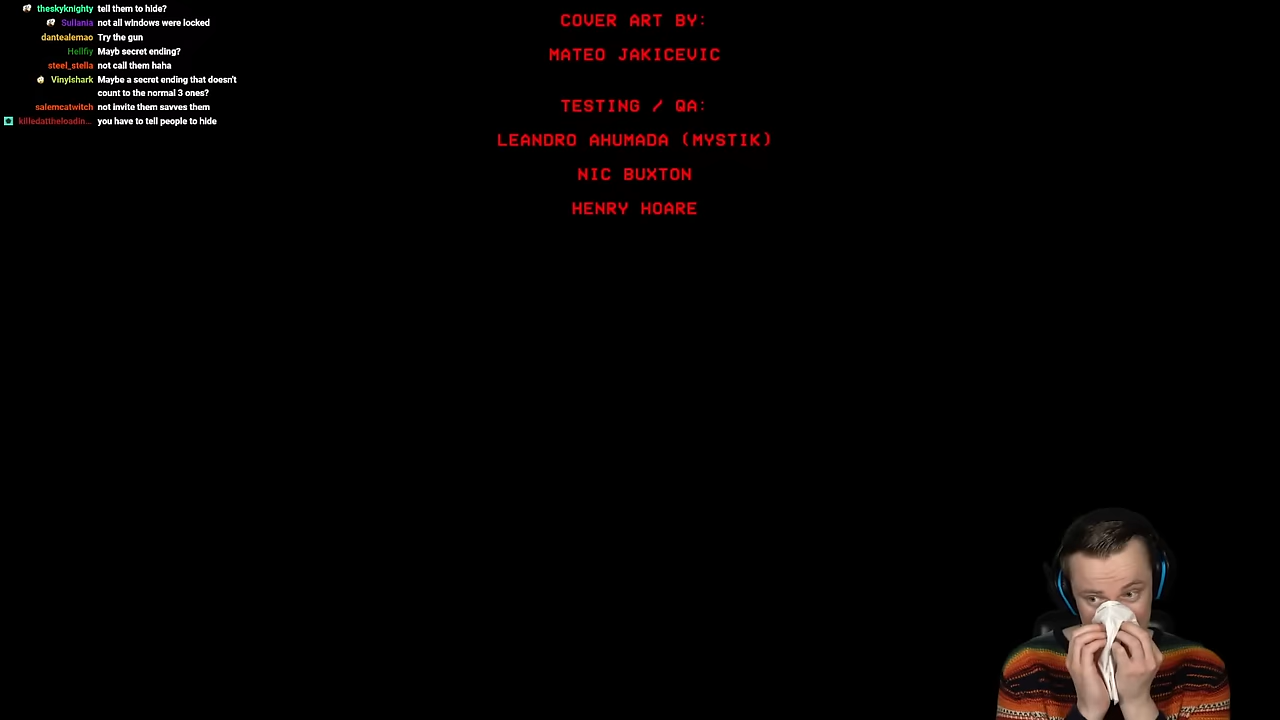 theskyknighty tell them to hide?
Suliania not all windows were locked
dantealemao Try the gun
Hellfiy Mayb secret ending?
steel_stella not call them haha
Vinylshark Maybe a secret ending that doesn't
count to the normal 3 ones?
salemcatwitch not invite them savves them
killedattheloadin... you have to tell people to hide
COVER ART BY:
MATEO JAKICEVIC
TESTING / QA:
LEANDRO AHUMADA (MYSTIK)
NIC BUXTON
HENRY HOARE